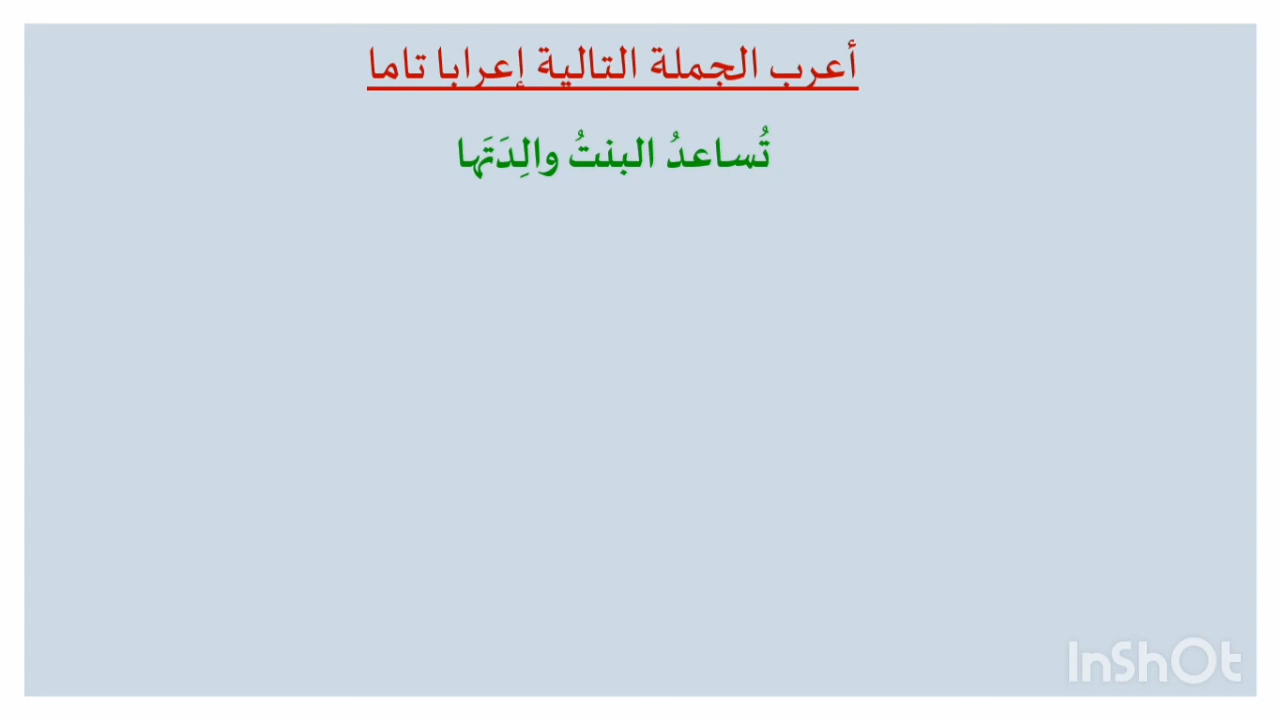 أعرب الجملة التالية إعرابا تاما
تُساعدُ البنتُ والِدَتَها
InShOt